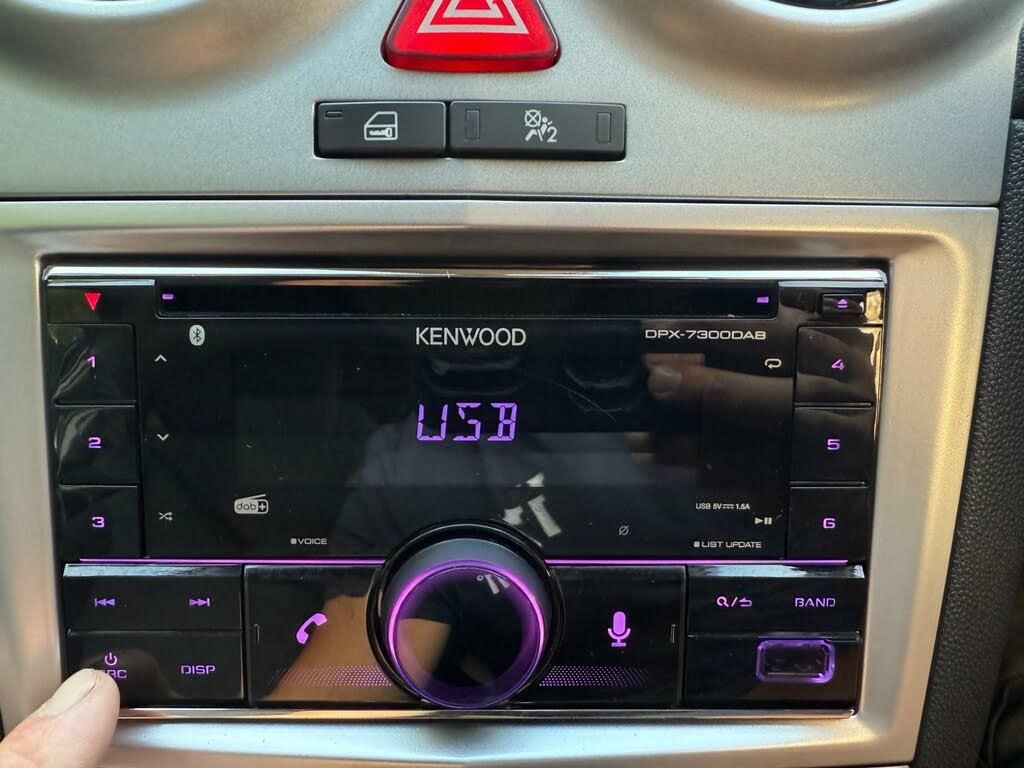 2
KENWOOD
DPX-7300DAB
1
4
USB
2
5
3
dab+
USB 5V⎓1.5A
6
VOICE
LIST UPDATE
BAND
DISP